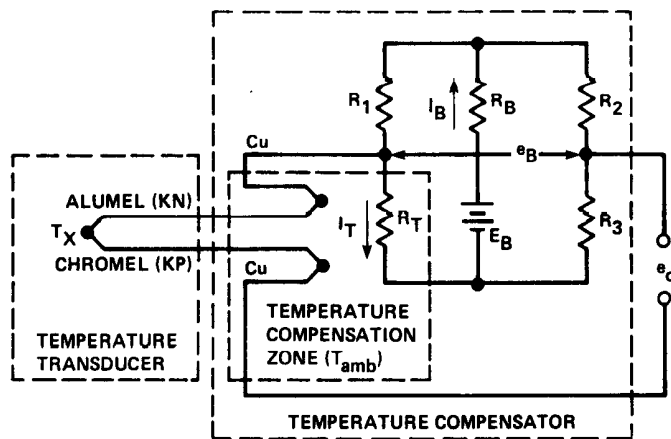 R1
IB
RB
R2
Cu
eB
ALUMEL (KN)
TX
IT
RT
EB
R3
CHROMEL (KP)
Cu
eo
TEMPERATURE
TRANSDUCER
TEMPERATURE
COMPENSATION
ZONE (Tamb)
TEMPERATURE COMPENSATOR